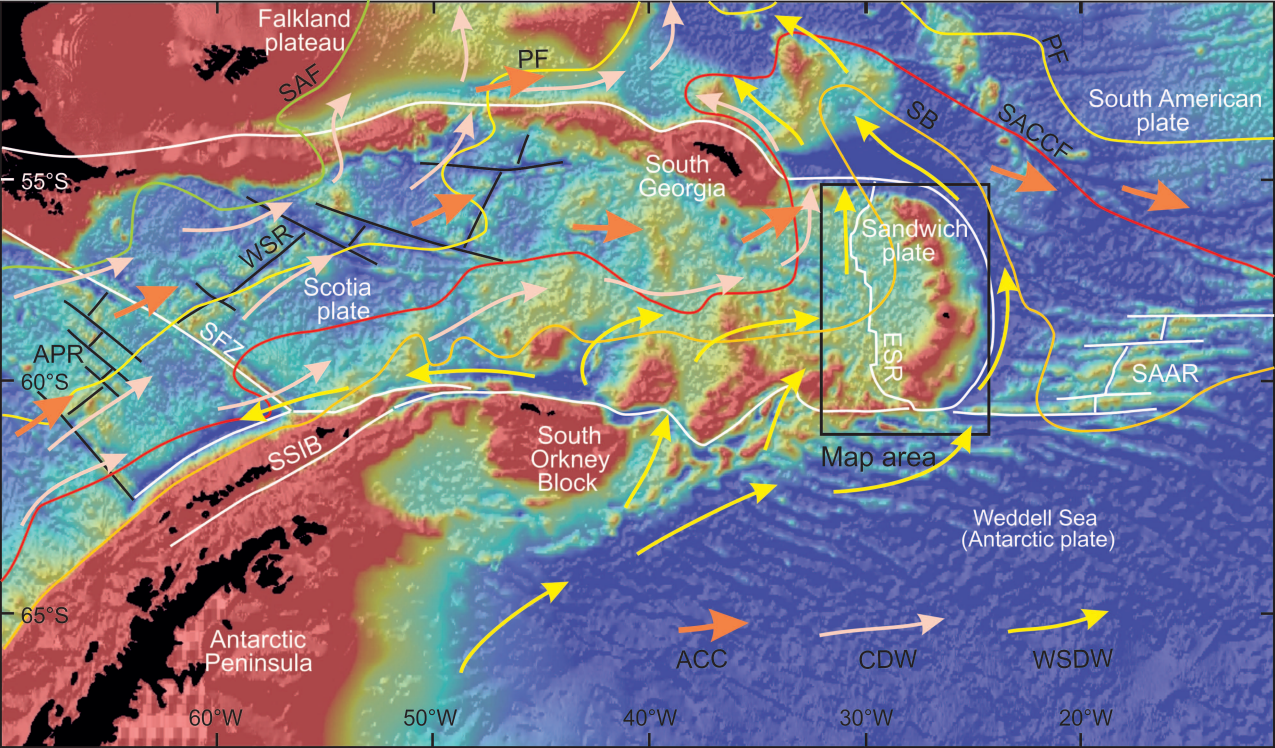 Falkland
plateau
SAF
PF
PF
South American
plate
SB
SACCF
55°S
South
Georgia
WSR
Sandwich
plate
Scotia
plate
SFZ
ESR
APR
60°S
SAAR
SSIB
South
Orkney
Block
Map area
Weddell Sea
(Antarctic plate)
65°S
Antarctic
Peninsula
ACC
CDW
WSDW
60°W
50°W
40°W
30°W
20°W